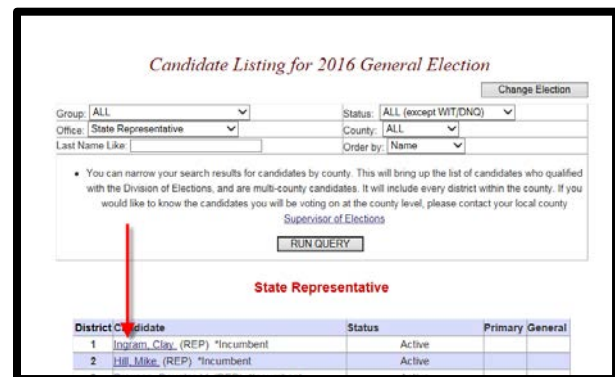 Candidate Listing for 2016 General Election
Change Election
Group: ALL Status: ALL (except WIT/DNQ)
Office: State Representative County: ALL
Last Name Like: Order by: Name
You can narrow your search results for candidates by county. This will bring up the list of candidates who qualified
with the Division of Elections, and are multi-county candidates. It will include every district within the county. If you
would like to know the candidates you will be voting on at the county level, please contact your local county
Supervisor of Elections
RUN QUERY
State Representative
District Candidate Status Primary General
1 Ingram, Clay (REP) *Incumbent Active
2 Hill, Mike (REP) *Incumbent Active